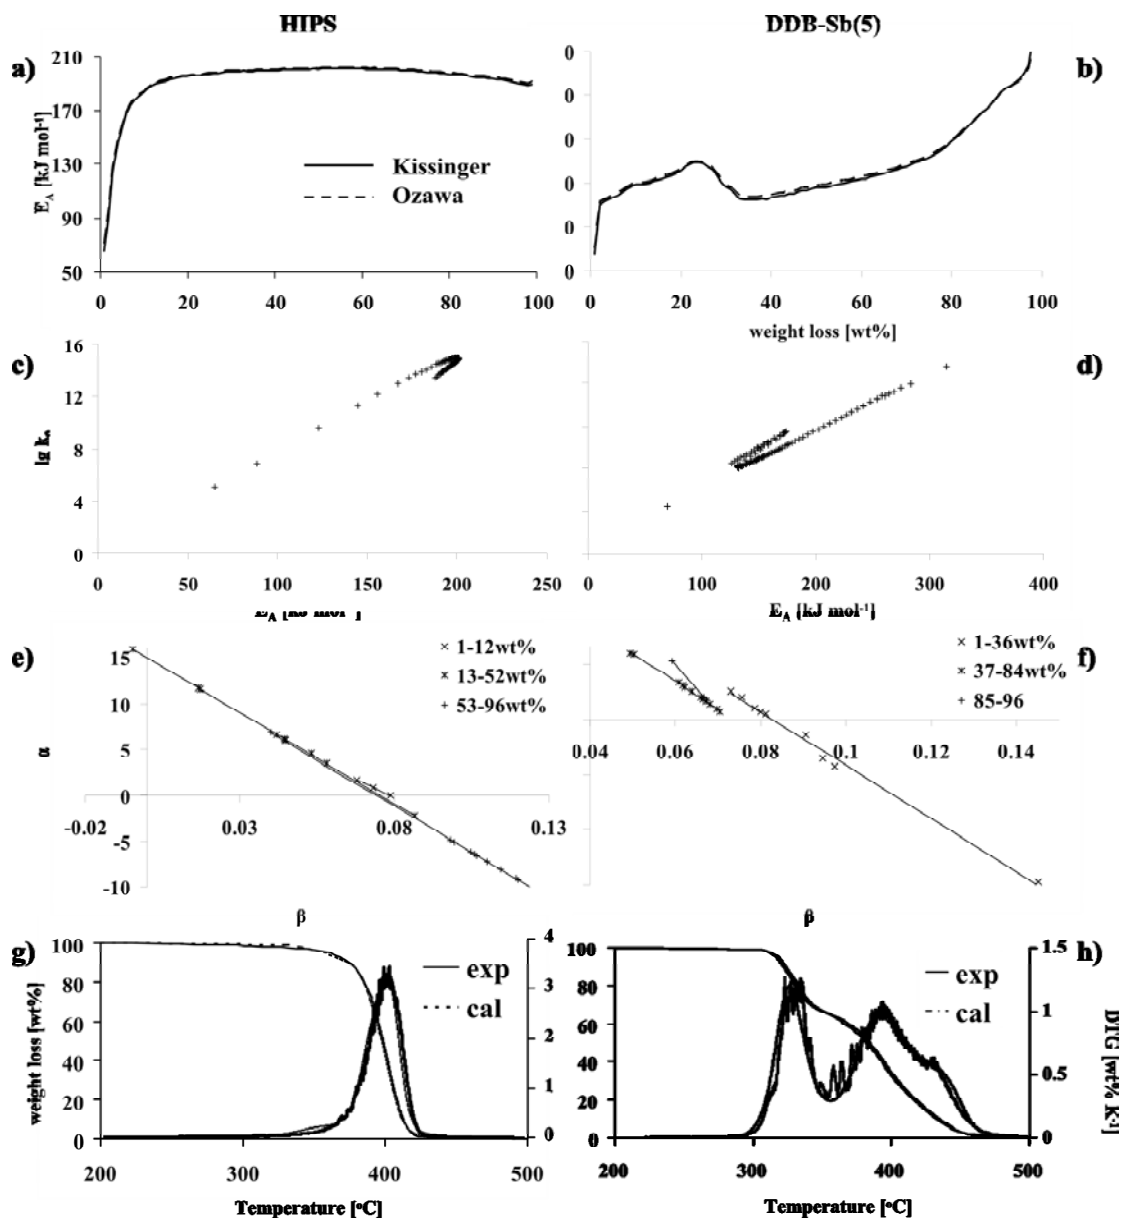 HIPS
DDB-Sb(5)
a)
210
170
130
90
50
E_A [kJ mol⁻¹]
Kissinger
Ozawa
0 20 40 60 80 100
b)
0
0
0
0
0
0
0 20 40 60 80 100
weight loss [wt%]
c)
16
12
8
4
0
lg kₒ
0 50 100 150 200 250
E_A [kJ mol⁻¹]
d)
0 100 200 300 400
E_A [kJ mol⁻¹]
e)
15
10
5
0
-5
-10
α
1-12wt%
13-52wt%
53-96wt%
-0.02 0.03 0.08 0.13
β
f)
1-36wt%
37-84wt%
85-96
0.04 0.06 0.08 0.1 0.12 0.14
β
g)
100
80
60
40
20
0
weight loss [wt%]
exp
cal
4
3
2
1
0
200 300 400 500
Temperature [°C]
h)
100
80
60
40
20
0
exp
cal
1.5
1
0.5
0
DTG [wt% K⁻¹]
200 300 400 500
Temperature [°C]